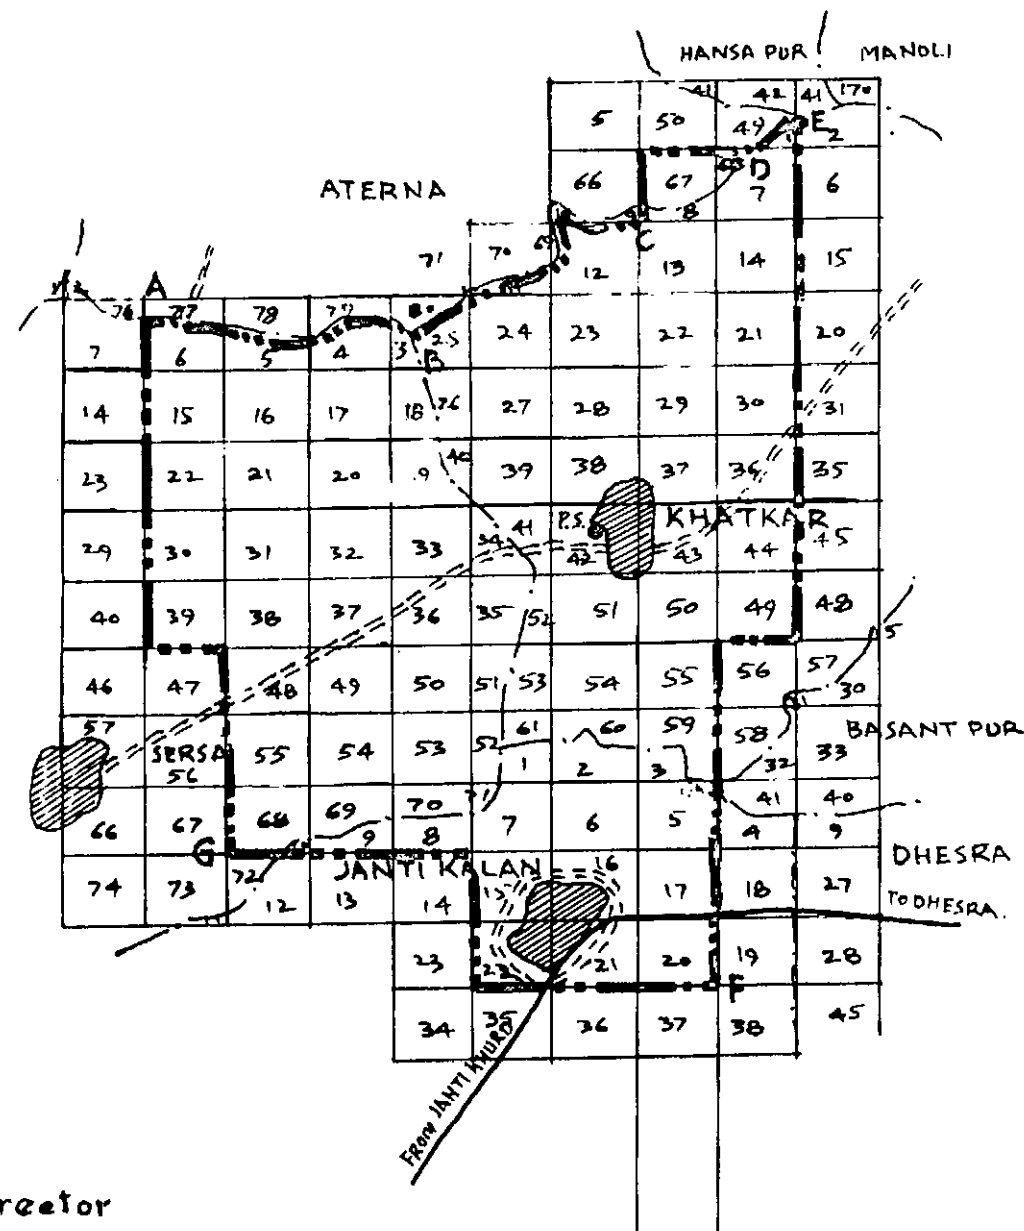 HANSA PUR MANOLI
41 42 41 170
5 50 49 E 2
D
ATERNA 66 67 7 6
8
C
71 70 12 13 14 15
A
76 77 78
7 6 5 4 3 25 24 23 22 21 20
B
14 15 16 17 18 26 27 28 29 30 31
40
23 22 21 20 39 38 37 36 35
P.S. KHATKAR
29 30 31 32 33 34 41 42 43 44 45
40 39 38 37 36 35 52 51 50 49 48
5
46 47 48 49 50 51 53 54 55 56 57
30
57 61 60 59 58 BASANT PUR
SERSA 55 54 53 52 1 2 3 32 33
56
69 70 71 41 40
66 67 68 9 8 7 6 5 4 9
G JANTI KALAN 16 DHESRA
74 73 72 12 13 14 15 17 18 27 TO DHESRA.
23 22 21 20 19 28
F
34 35 36 37 38 45
FROM JANTI KHURD